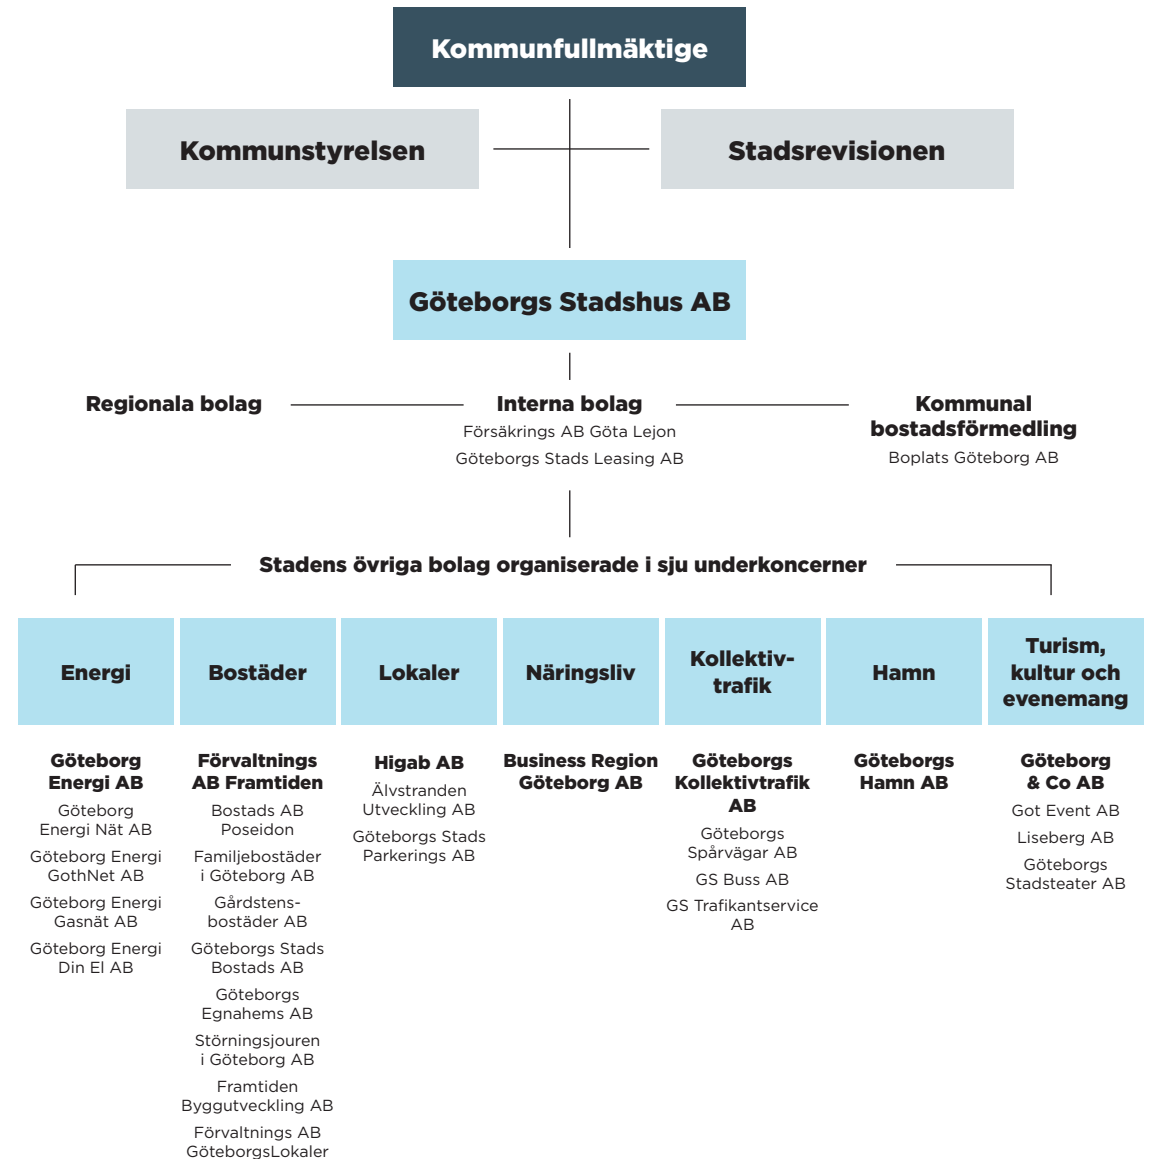 Kommunfullmäktige
Kommunstyrelsen
Stadsrevisionen
Göteborgs Stadshus AB
Regionala bolag
Interna bolag
Försäkrings AB Göta Lejon
Göteborgs Stads Leasing AB
Kommunal
bostadsförmedling
Boplats Göteborg AB
Stadens övriga bolag organiserade i sju underkoncerner
Energi
Göteborg
Energi AB
Göteborg
Energi Nät AB
Göteborg Energi
GothNet AB
Göteborg Energi
Gasnät AB
Göteborg Energi
Din El AB
Bostäder
Förvaltnings
AB Framtiden
Bostads AB
Poseidon
Familjebostäder
i Göteborg AB
Gårdstens-
bostäder AB
Göteborgs Stads
Bostads AB
Göteborgs
Egnahems AB
Störningsjouren
i Göteborg AB
Framtiden
Byggutveckling AB
Förvaltnings AB
GöteborgsLokaler
Lokaler
Higab AB
Älvstranden
Utveckling AB
Göteborgs Stads
Parkerings AB
Näringsliv
Business Region
Göteborg AB
Kollektiv-
trafik
Göteborgs
Kollektivtrafik
AB
Göteborgs
Spårvägar AB
GS Buss AB
GS Trafikantservice
AB
Hamn
Göteborgs
Hamn AB
Turism,
kultur och
evenemang
Göteborg
& Co AB
Got Event AB
Liseberg AB
Göteborgs
Stadsteater AB